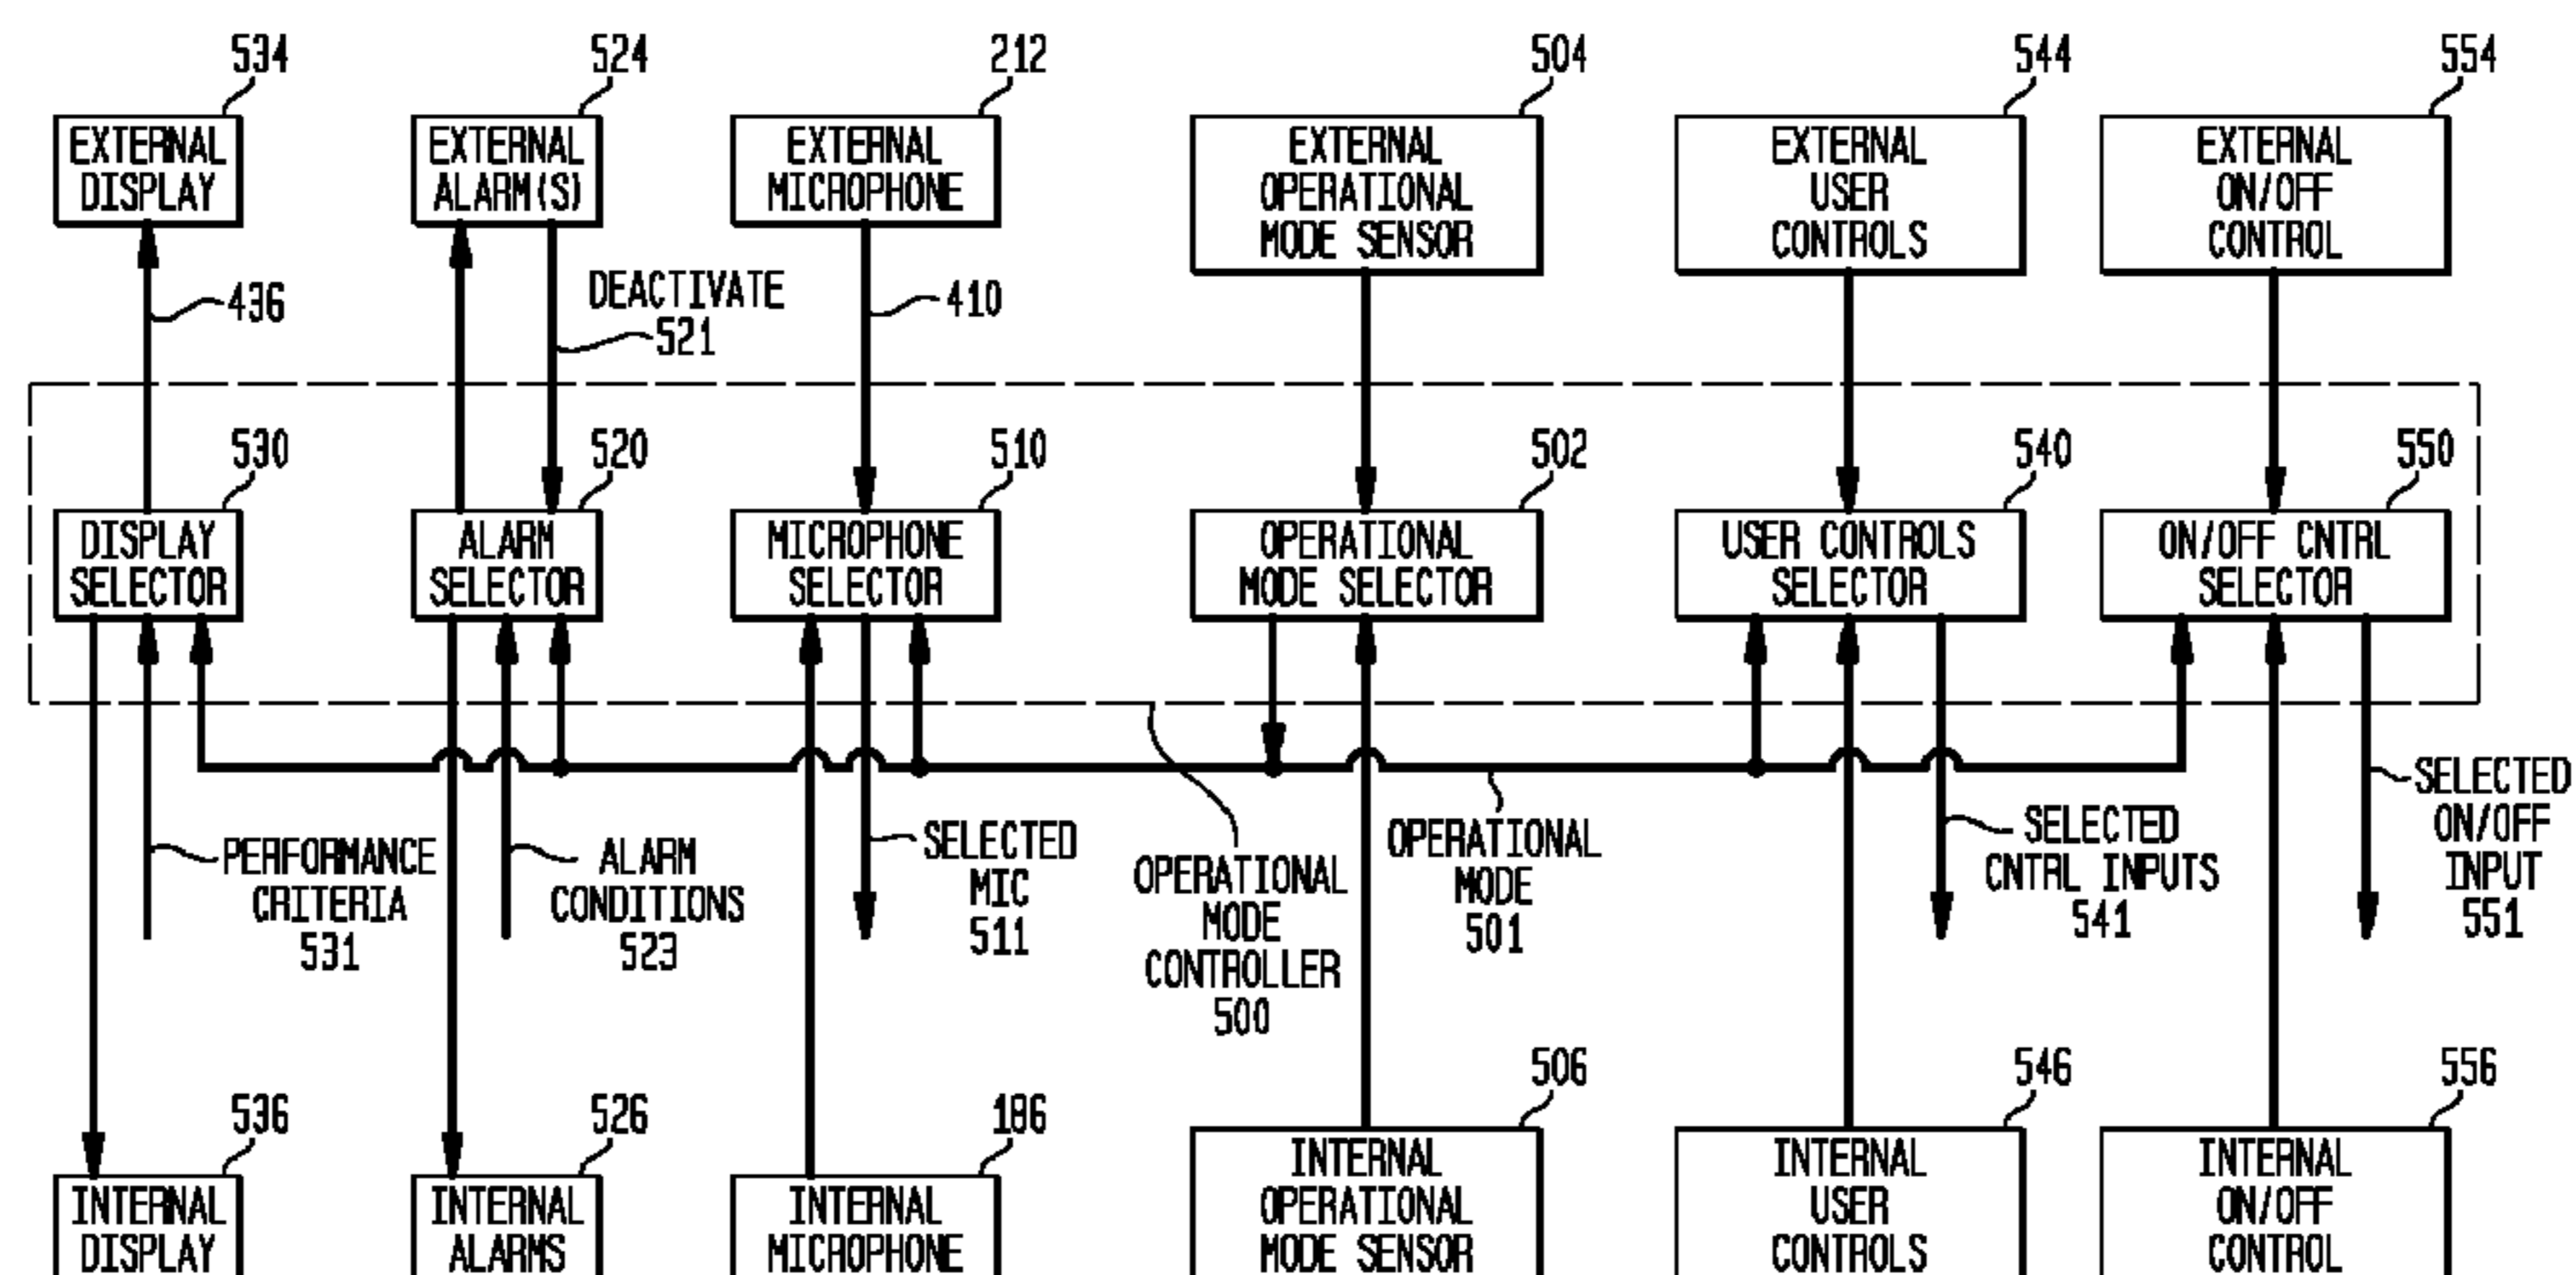 534
524
212
504
544
554
EXTERNAL
DISPLAY
EXTERNAL
ALARM(S)
EXTERNAL
MICROPHONE
EXTERNAL
OPERATIONAL
MODE SENSOR
EXTERNAL
USER
CONTROLS
EXTERNAL
ON/OFF
CONTROL
436
DEACTIVATE
521
410
530
520
510
502
540
550
DISPLAY
SELECTOR
ALARM
SELECTOR
MICROPHONE
SELECTOR
OPERATIONAL
MODE SELECTOR
USER CONTROLS
SELECTOR
ON/OFF CNTRL
SELECTOR
PERFORMANCE
CRITERIA
531
ALARM
CONDITIONS
523
SELECTED
MIC
511
OPERATIONAL
MODE
CONTROLLER
500
OPERATIONAL
MODE
501
SELECTED
CNTRL INPUTS
541
SELECTED
ON/OFF
INPUT
551
536
526
186
506
546
556
INTERNAL
DISPLAY
INTERNAL
ALARMS
INTERNAL
MICROPHONE
INTERNAL
OPERATIONAL
MODE SENSOR
INTERNAL
USER
CONTROLS
INTERNAL
ON/OFF
CONTROL